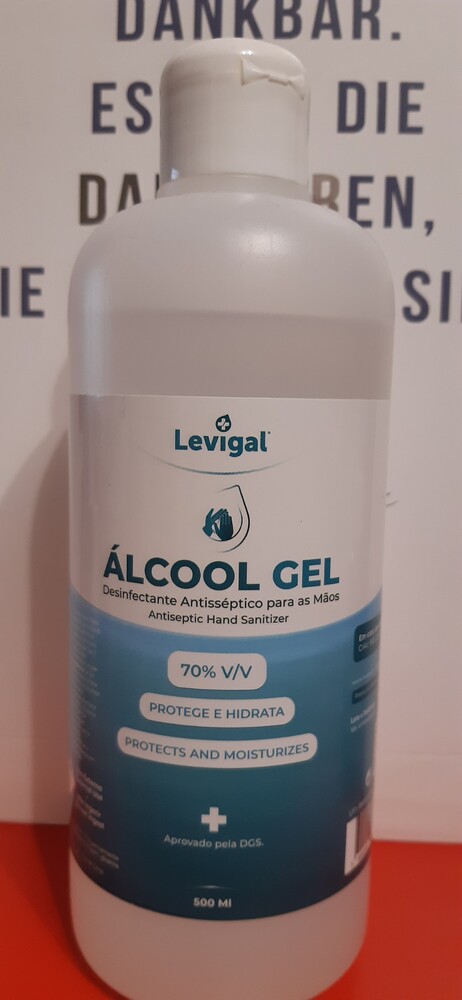 DANKBAR.
ES DIE
EN,
IE SI
Levigal
ÁLCOOL GEL
Desinfectante Antisséptico para as Mãos
Antiseptic Hand Sanitizer
70% V/V
PROTEGE E HIDRATA
PROTECTS AND MOISTURIZES
Aprovado pela DGS.
500 Ml